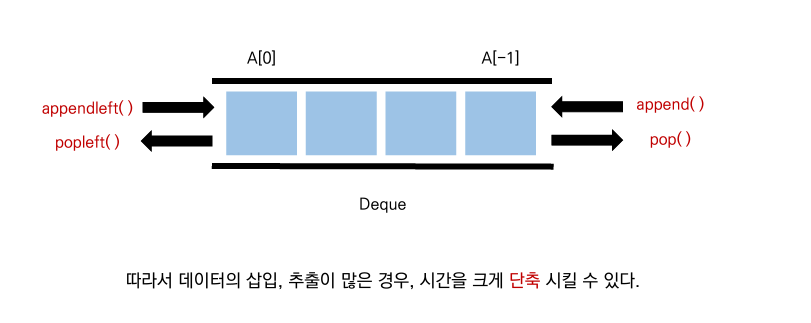 A[0] A[-1]
appendleft( ) append( )
popleft( ) pop( )
Deque
따라서 데이터의 삽입, 추출이 많은 경우, 시간을 크게 단축 시킬 수 있다.